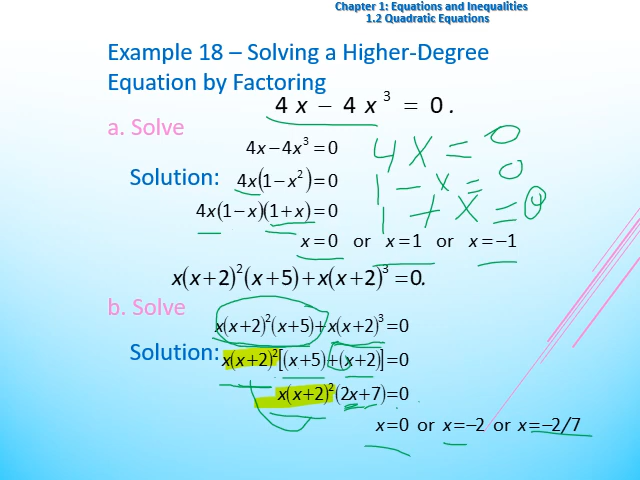 Chapter 1: Equations and Inequalities
1.2 Quadratic Equations
Example 18 – Solving a Higher-Degree
Equation by Factoring
4x − 4x³ = 0.
a. Solve
4x − 4x³ = 0
4x = 0
Solution:
4x(1−x²)=0
1 − x = 0
4x(1−x)(1+x)=0
1 + x = 0
x=0 or x=1 or x=−1
x(x+2)²(x+5)+x(x+2)³=0.
b. Solve
x(x+2)²(x+5)+x(x+2)³=0
Solution:
x(x+2)²[(x+5)+(x+2)]=0
x(x+2)²(2x+7)=0
x=0 or x=−2 or x=−2/7